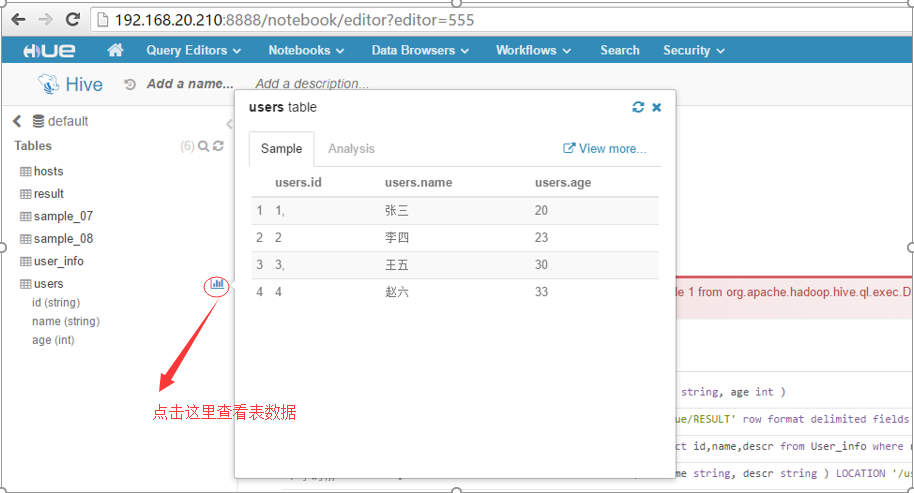 192.168.20.210:8888/notebook/editor?editor=555
HUE Query Editors Notebooks Data Browsers Workflows Search Security
Hive Add a name... Add a description...
default
Tables (6)
hosts
result
sample_07
sample_08
user_info
users
id (string)
name (string)
age (int)
users table
Sample Analysis View more...
users.id users.name users.age
1 1, 张三 20
2 2 李四 23
3 3, 王五 30
4 4 赵六 33
点击这里查看表数据
le 1 from org.apache.hadoop.hive.ql.exec.D
string, age int )
ue/RESULT' row format delimited fields
ct id,name,descr from User_info where
me string, descr string ) LOCATION '/us